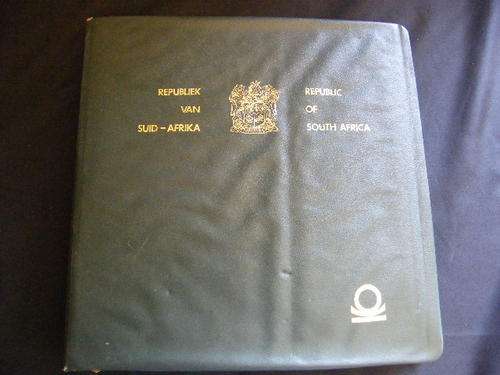 REPUBLIEK
VAN
SUID-AFRIKA
REPUBLIC
OF
SOUTH AFRICA